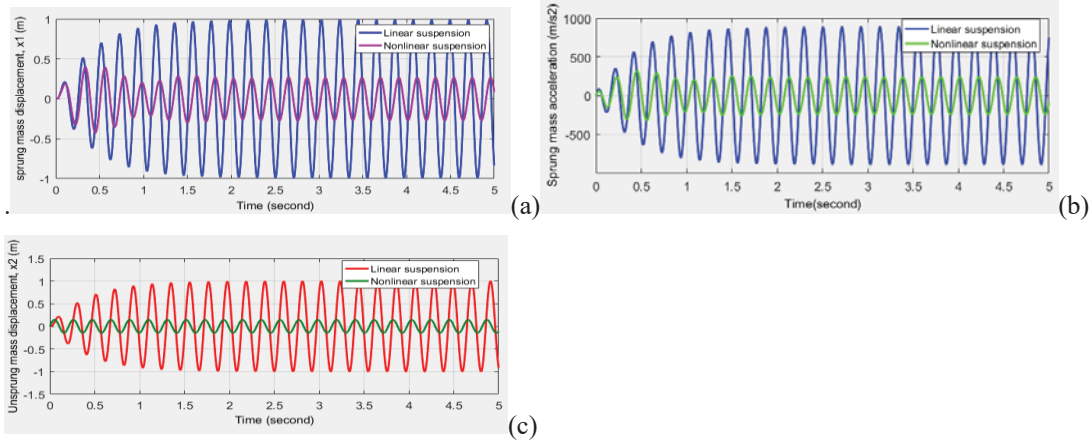 sprung mass displacement, x1 (m)
1
0.5
0
-0.5
-1
Linear suspension
Nonlinear suspension
0 0.5 1 1.5 2 2.5 3 3.5 4 4.5 5
Time (second)
.
(a)
Sprung mass acceleration (m/s2)
1000
500
0
-500
Linear suspension
Nonlinear suspension
0 0.5 1 1.5 2 2.5 3 3.5 4 4.5 5
Time(second)
(b)
Unsprung mass displacement, x2 (m)
1.5
1
0.5
0
-0.5
-1
-1.5
Linear suspension
Nonlinear suspension
0 0.5 1 1.5 2 2.5 3 3.5 4 4.5 5
Time (second)
(c)